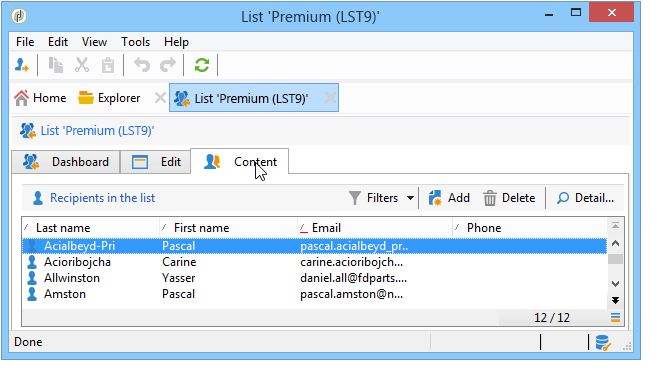 List 'Premium (LST9)'
File Edit View Tools Help
Home Explorer List 'Premium (LST9)'
List 'Premium (LST9)'
Dashboard Edit Content
Recipients in the list Filters Add Delete Detail...
Last name First name Email Phone
Acialbeyd-Pri Pascal pascal.acialbeyd_pr..
Acioribojcha Carine carine.acioribojch...
Allwinston Yasser daniel.all@fdparts....
Amston Pascal pascal.amston@n...
12 / 12
Done